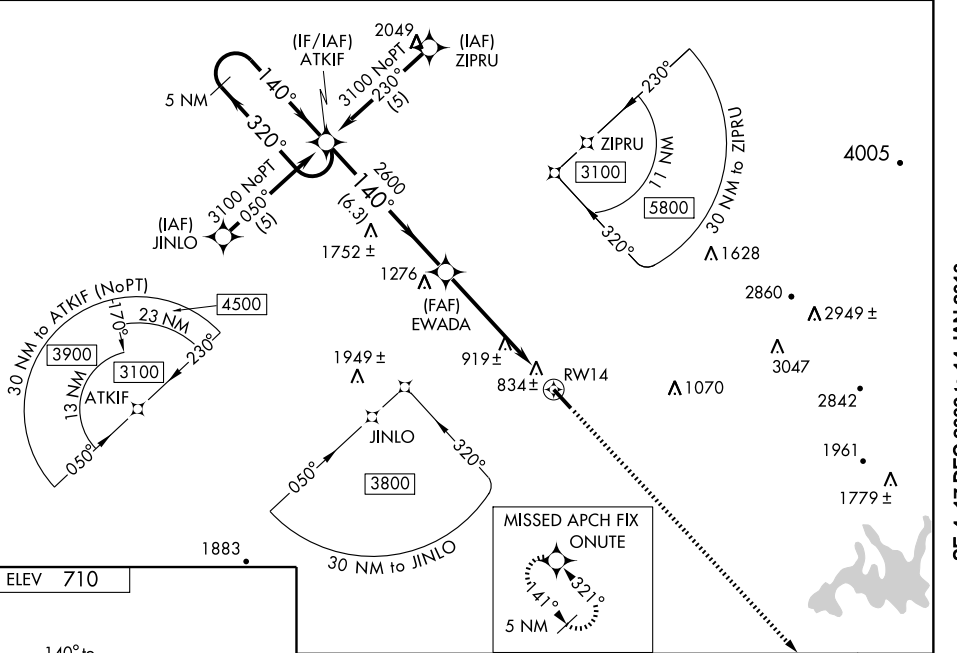 2049
(IF/IAF)
ATKIF
(IAF)
ZIPRU
3100 NoPT
230°
(5)
5 NM
140°
320°
3100 NoPT
050°
(5)
(IAF)
JINLO
2600
140°
(6.3)
1752 ±
1276
(FAF)
EWADA
919 ±
834 ±
RW14
230°
ZIPRU
3100
11 NM
5800
30 NM to ZIPRU
320°
4005
1628
2860
2949 ±
3047
1070
2842
1961
1779 ±
30 NM to ATKIF (NoPT)
4500
170°
23 NM
230°
3900
3100
13 NM
ATKIF
050°
1949 ±
JINLO
050°
320°
3800
30 NM to JINLO
1883
MISSED APCH FIX
ONUTE
321°
141°
5 NM
ELEV 710
140° to